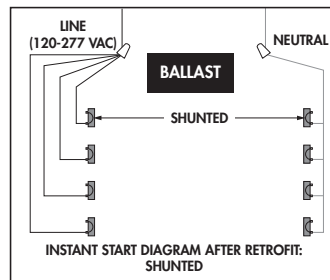 LINE
(120-277 VAC)
NEUTRAL
BALLAST
SHUNTED
INSTANT START DIAGRAM AFTER RETROFIT:
SHUNTED